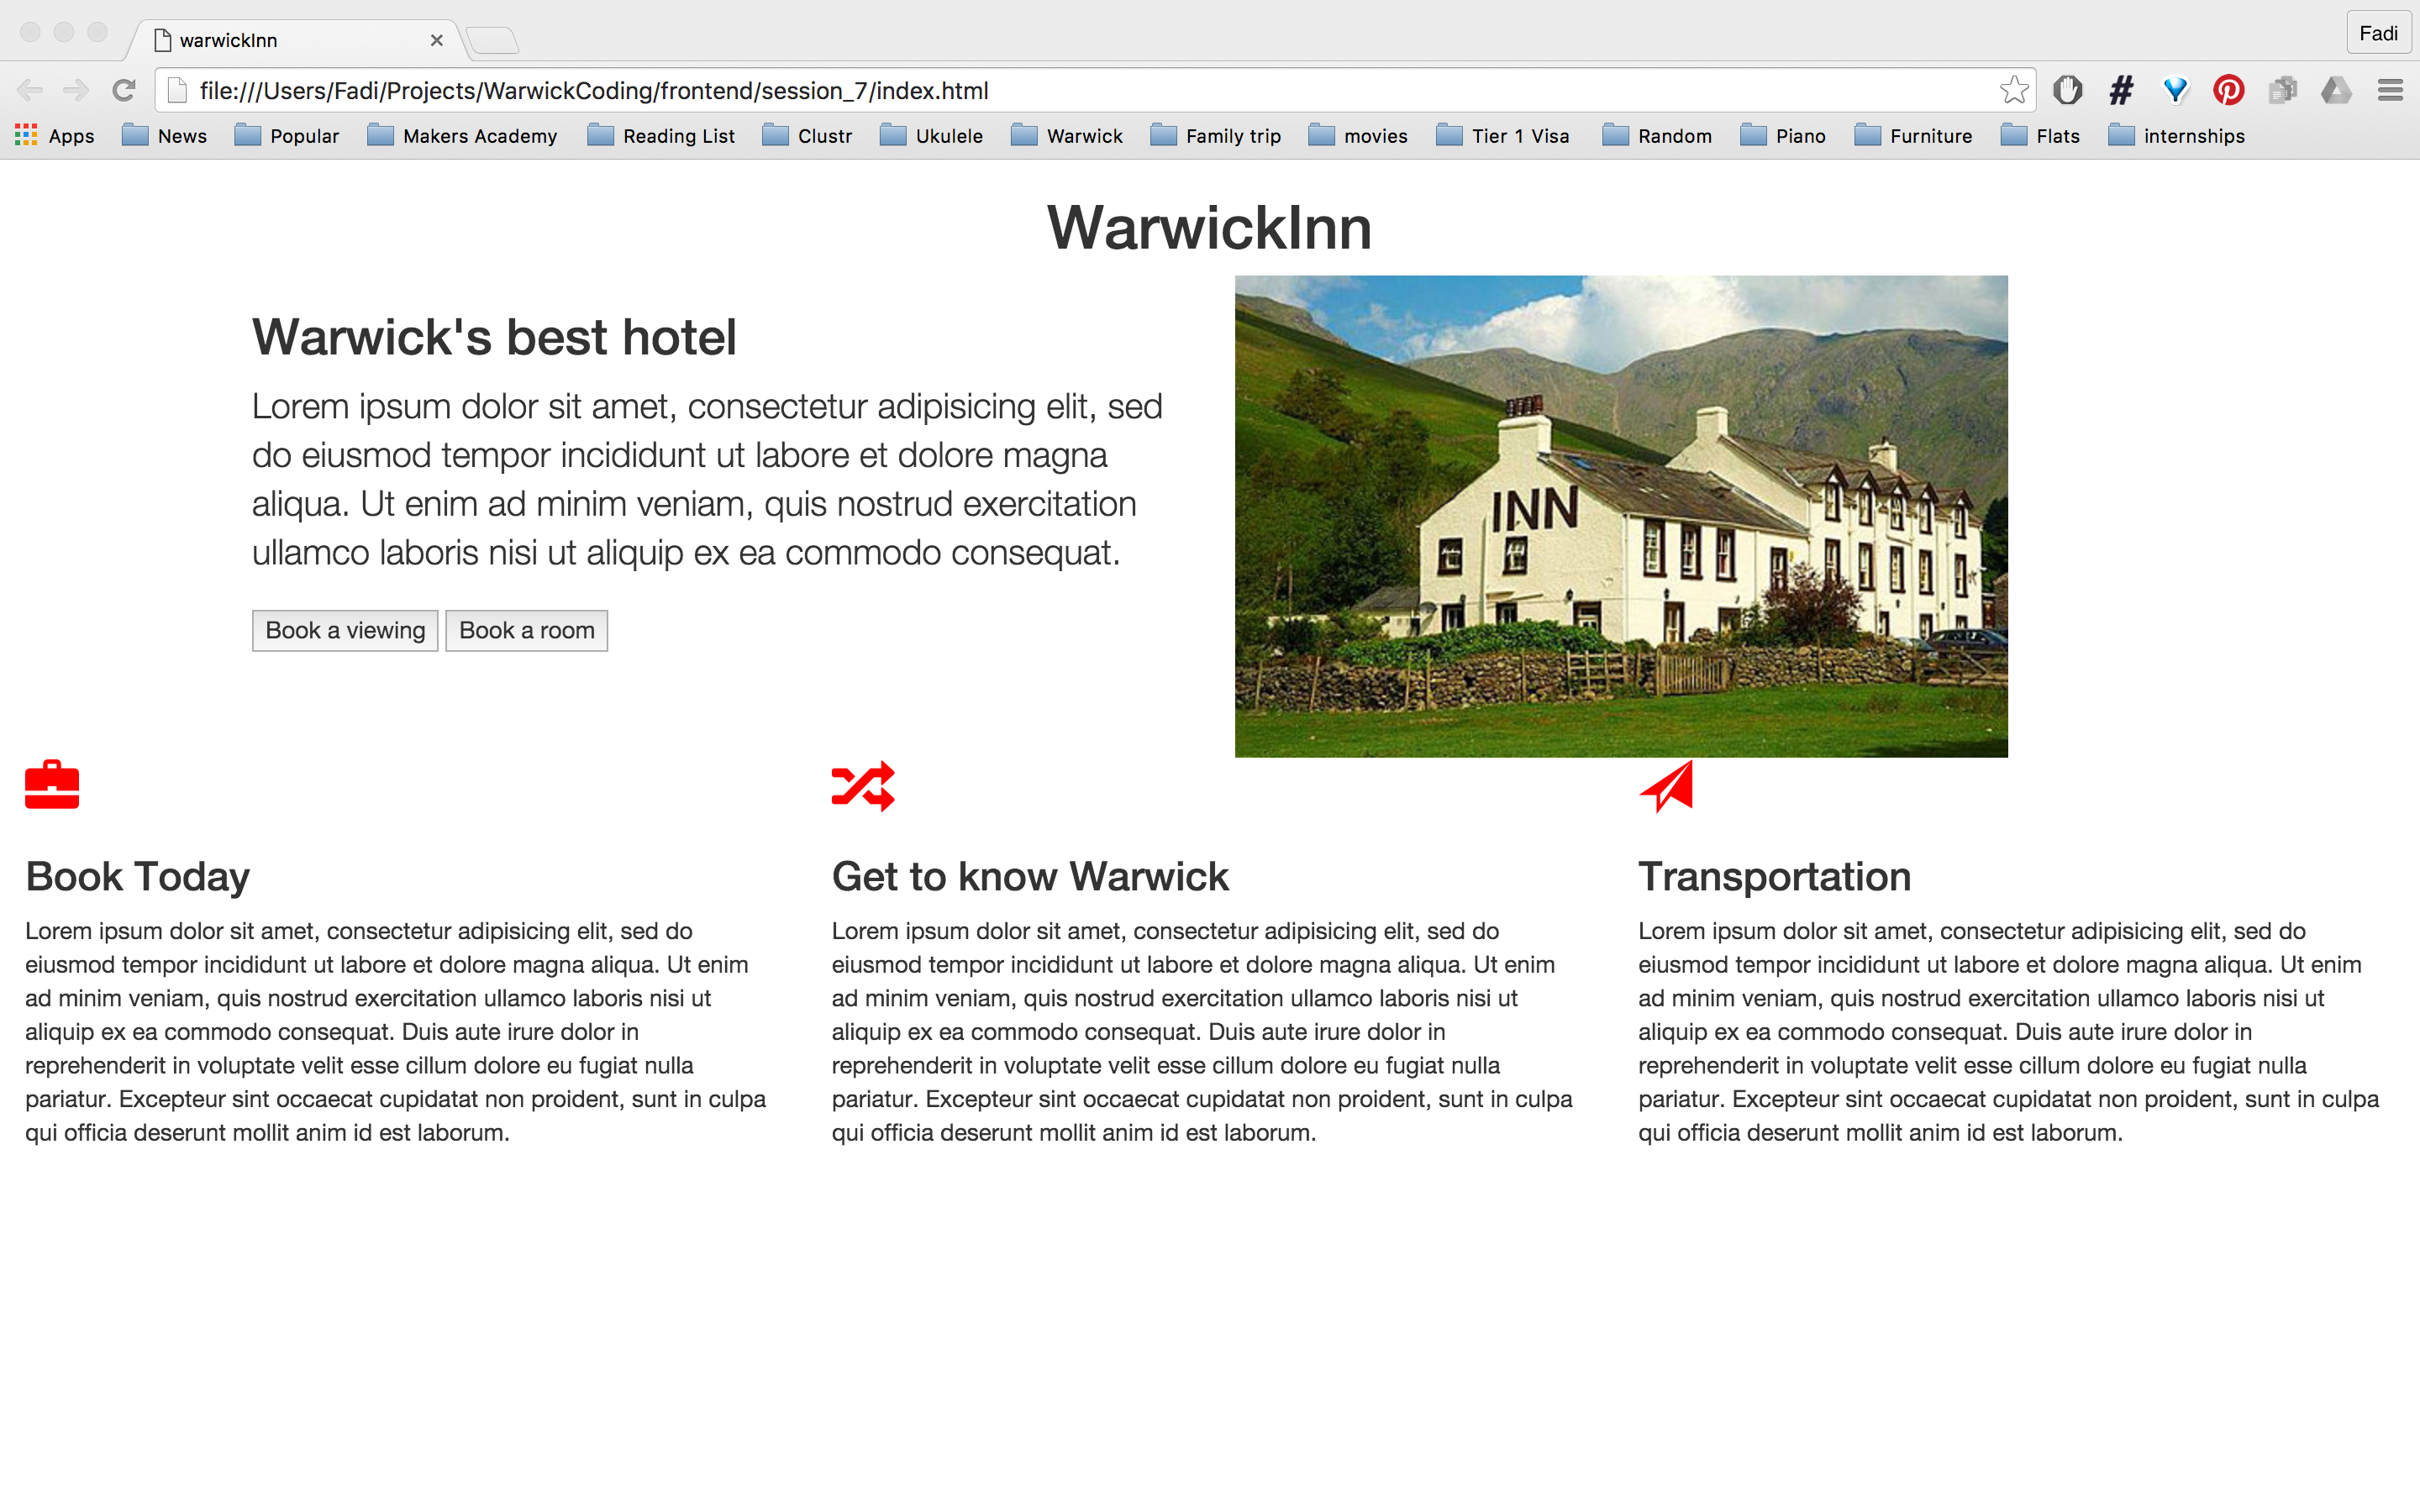 warwickInn
Fadi
file:///Users/Fadi/Projects/WarwickCoding/frontend/session_7/index.html
#
Apps News Popular Makers Academy Reading List Clustr Ukulele Warwick Family trip movies Tier 1 Visa Random Piano Furniture Flats internships
WarwickInn
Warwick's best hotel
Lorem ipsum dolor sit amet, consectetur adipisicing elit, sed
do eiusmod tempor incididunt ut labore et dolore magna
aliqua. Ut enim ad minim veniam, quis nostrud exercitation
ullamco laboris nisi ut aliquip ex ea commodo consequat.
Book a viewing Book a room
INN
Book Today
Lorem ipsum dolor sit amet, consectetur adipisicing elit, sed do
eiusmod tempor incididunt ut labore et dolore magna aliqua. Ut enim
ad minim veniam, quis nostrud exercitation ullamco laboris nisi ut
aliquip ex ea commodo consequat. Duis aute irure dolor in
reprehenderit in voluptate velit esse cillum dolore eu fugiat nulla
pariatur. Excepteur sint occaecat cupidatat non proident, sunt in culpa
qui officia deserunt mollit anim id est laborum.
Get to know Warwick
Lorem ipsum dolor sit amet, consectetur adipisicing elit, sed do
eiusmod tempor incididunt ut labore et dolore magna aliqua. Ut enim
ad minim veniam, quis nostrud exercitation ullamco laboris nisi ut
aliquip ex ea commodo consequat. Duis aute irure dolor in
reprehenderit in voluptate velit esse cillum dolore eu fugiat nulla
pariatur. Excepteur sint occaecat cupidatat non proident, sunt in culpa
qui officia deserunt mollit anim id est laborum.
Transportation
Lorem ipsum dolor sit amet, consectetur adipisicing elit, sed do
eiusmod tempor incididunt ut labore et dolore magna aliqua. Ut enim
ad minim veniam, quis nostrud exercitation ullamco laboris nisi ut
aliquip ex ea commodo consequat. Duis aute irure dolor in
reprehenderit in voluptate velit esse cillum dolore eu fugiat nulla
pariatur. Excepteur sint occaecat cupidatat non proident, sunt in culpa
qui officia deserunt mollit anim id est laborum.